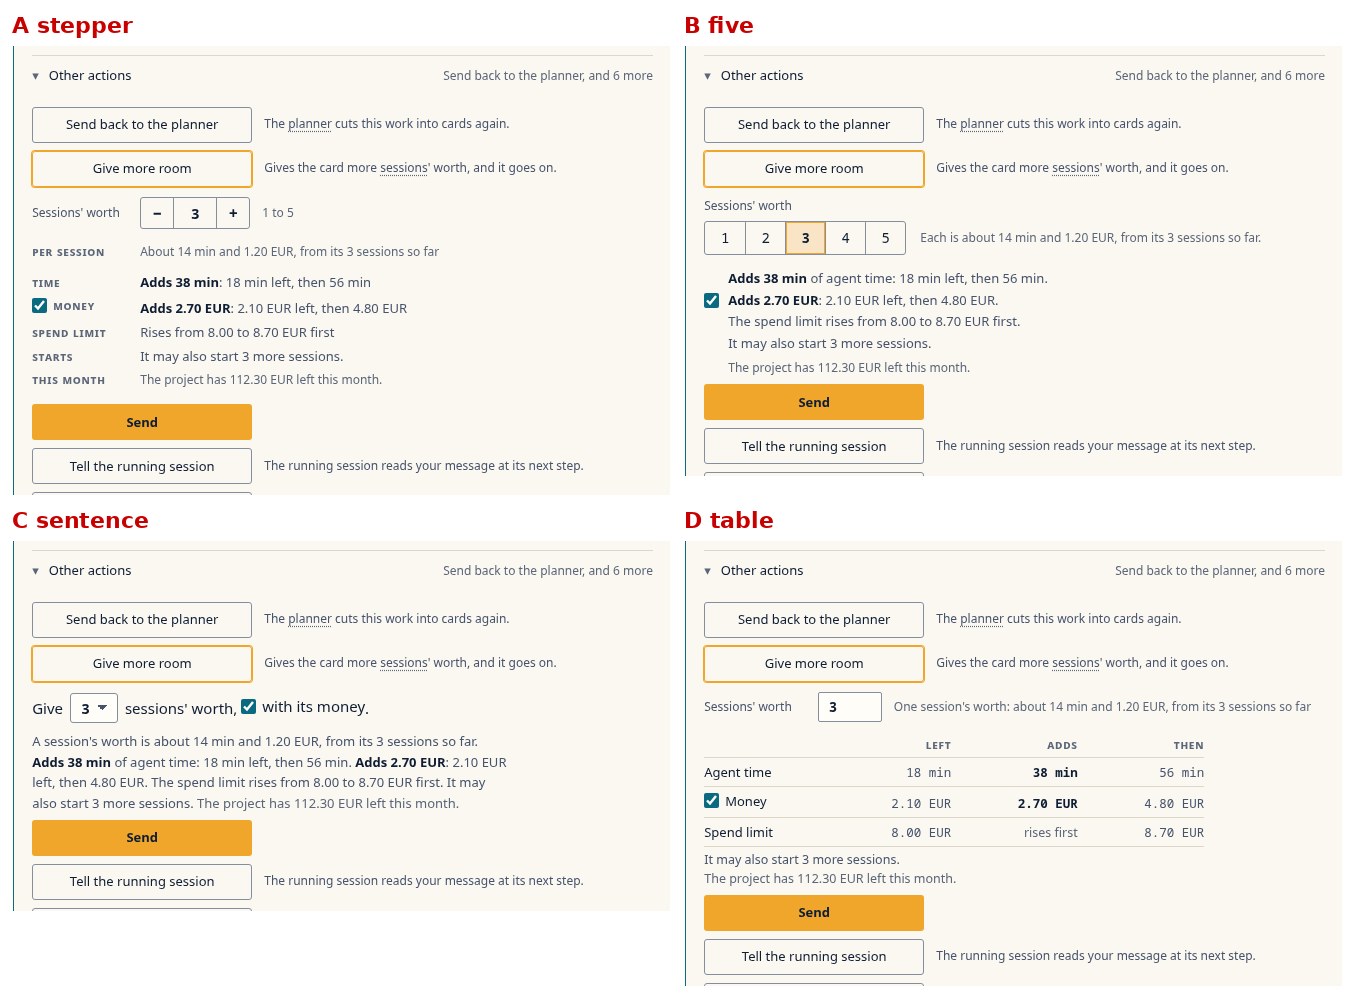 A stepper
▾ Other actions Send back to the planner, and 6 more
Send back to the planner The planner cuts this work into cards again.
Give more room Gives the card more sessions' worth, and it goes on.
Sessions' worth − 3 + 1 to 5
PER SESSION About 14 min and 1.20 EUR, from its 3 sessions so far
TIME Adds 38 min: 18 min left, then 56 min
MONEY Adds 2.70 EUR: 2.10 EUR left, then 4.80 EUR
SPEND LIMIT Rises from 8.00 to 8.70 EUR first
STARTS It may also start 3 more sessions.
THIS MONTH The project has 112.30 EUR left this month.
Send
Tell the running session The running session reads your message at its next step.
B five
▾ Other actions Send back to the planner, and 6 more
Send back to the planner The planner cuts this work into cards again.
Give more room Gives the card more sessions' worth, and it goes on.
Sessions' worth
1 2 3 4 5 Each is about 14 min and 1.20 EUR, from its 3 sessions so far.
Adds 38 min of agent time: 18 min left, then 56 min.
Adds 2.70 EUR: 2.10 EUR left, then 4.80 EUR.
The spend limit rises from 8.00 to 8.70 EUR first.
It may also start 3 more sessions.
The project has 112.30 EUR left this month.
Send
Tell the running session The running session reads your message at its next step.
C sentence
▾ Other actions Send back to the planner, and 6 more
Send back to the planner The planner cuts this work into cards again.
Give more room Gives the card more sessions' worth, and it goes on.
Give 3 sessions' worth, with its money.
A session's worth is about 14 min and 1.20 EUR, from its 3 sessions so far.
Adds 38 min of agent time: 18 min left, then 56 min. Adds 2.70 EUR: 2.10 EUR
left, then 4.80 EUR. The spend limit rises from 8.00 to 8.70 EUR first. It may
also start 3 more sessions. The project has 112.30 EUR left this month.
Send
Tell the running session The running session reads your message at its next step.
D table
▾ Other actions Send back to the planner, and 6 more
Send back to the planner The planner cuts this work into cards again.
Give more room Gives the card more sessions' worth, and it goes on.
Sessions' worth 3 One session's worth: about 14 min and 1.20 EUR, from its 3 sessions so far
LEFT ADDS THEN
Agent time 18 min 38 min 56 min
Money 2.10 EUR 2.70 EUR 4.80 EUR
Spend limit 8.00 EUR rises first 8.70 EUR
It may also start 3 more sessions.
The project has 112.30 EUR left this month.
Send
Tell the running session The running session reads your message at its next step.